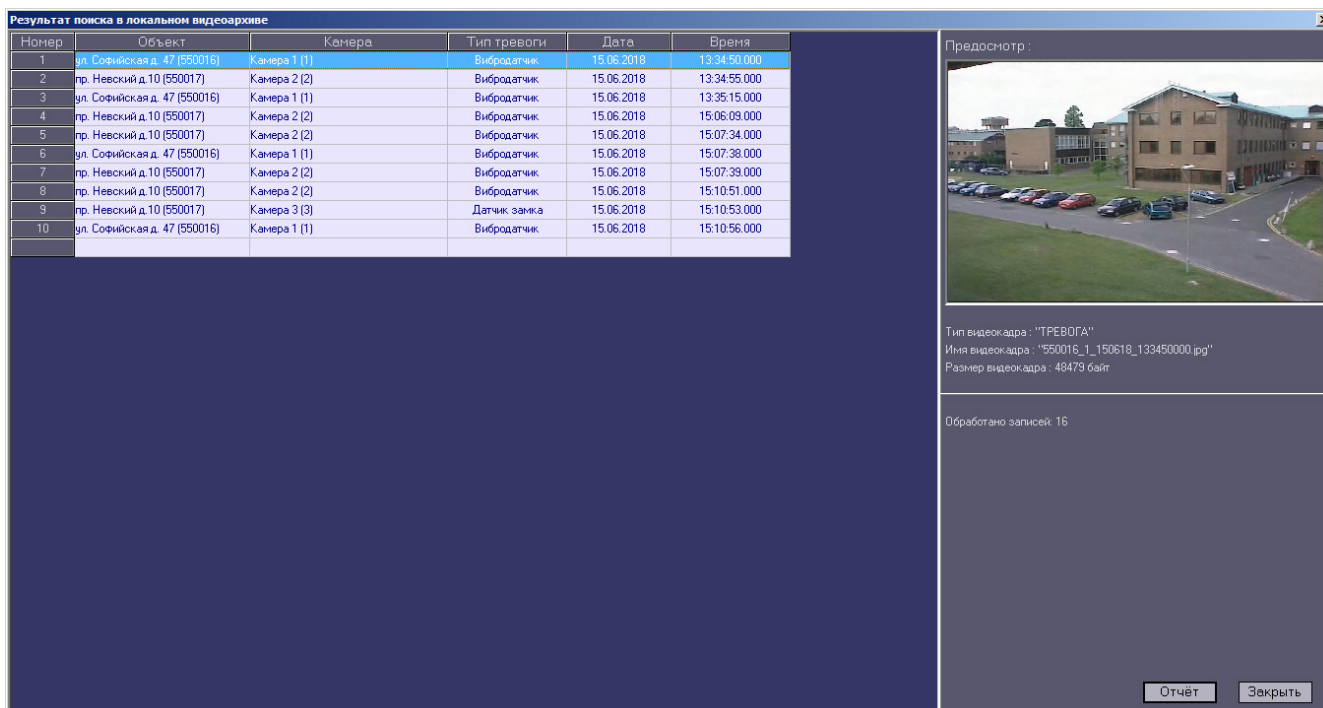 Результат поиска в локальном видеоархиве
Номер Объект Камера Тип тревоги Дата Время
1 ул. Софийская д. 47 (550016) Камера 1 (1) Вибродатчик 15.06.2018 13:34:50.000
2 пр. Невский д.10 (550017) Камера 2 (2) Вибродатчик 15.06.2018 13:34:55.000
3 ул. Софийская д. 47 (550016) Камера 1 (1) Вибродатчик 15.06.2018 13:35:15.000
4 пр. Невский д.10 (550017) Камера 2 (2) Вибродатчик 15.06.2018 15:06:09.000
5 пр. Невский д.10 (550017) Камера 2 (2) Вибродатчик 15.06.2018 15:07:34.000
6 ул. Софийская д. 47 (550016) Камера 1 (1) Вибродатчик 15.06.2018 15:07:38.000
7 пр. Невский д.10 (550017) Камера 2 (2) Вибродатчик 15.06.2018 15:07:39.000
8 пр. Невский д.10 (550017) Камера 2 (2) Вибродатчик 15.06.2018 15:10:51.000
9 пр. Невский д.10 (550017) Камера 3 (3) Датчик замка 15.06.2018 15:10:53.000
10 ул. Софийская д. 47 (550016) Камера 1 (1) Вибродатчик 15.06.2018 15:10:56.000
Предосмотр :
Тип видеокадра : "ТРЕВОГА"
Имя видеокадра : "550016_1_150618_133450000.jpg"
Размер видеокадра : 48479 байт
Обработано записей: 16
Отчёт Закрыть